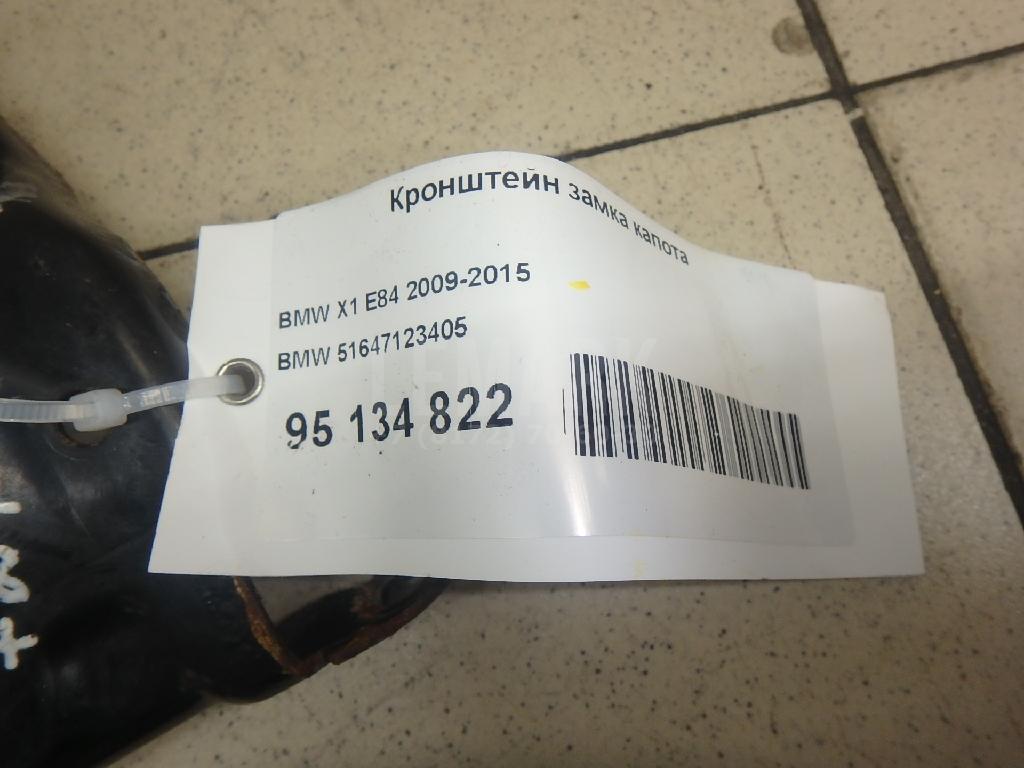 Кронштейн замка капота
BMW X1 E84 2009-2015
BMW 51647123405
95 134 822